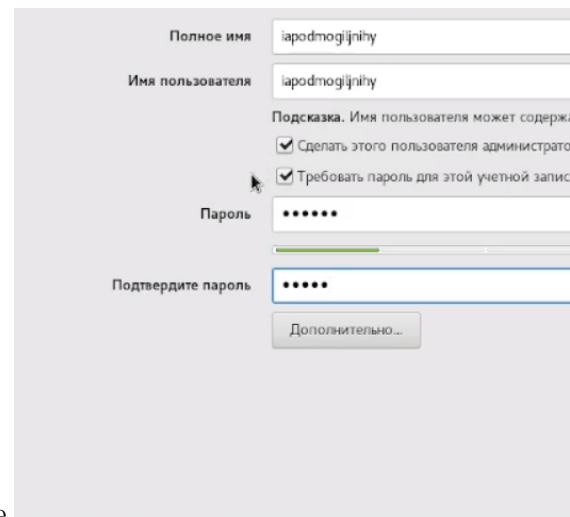 Полное имя iapodmogiljnihy
Имя пользователя iapodmogiljnihy
Подсказка. Имя пользователя может содержа
✔ Сделать этого пользователя администрато
✔ Требовать пароль для этой учетной запис
Пароль ••••••
Подтвердите пароль •••••
Дополнительно...
е